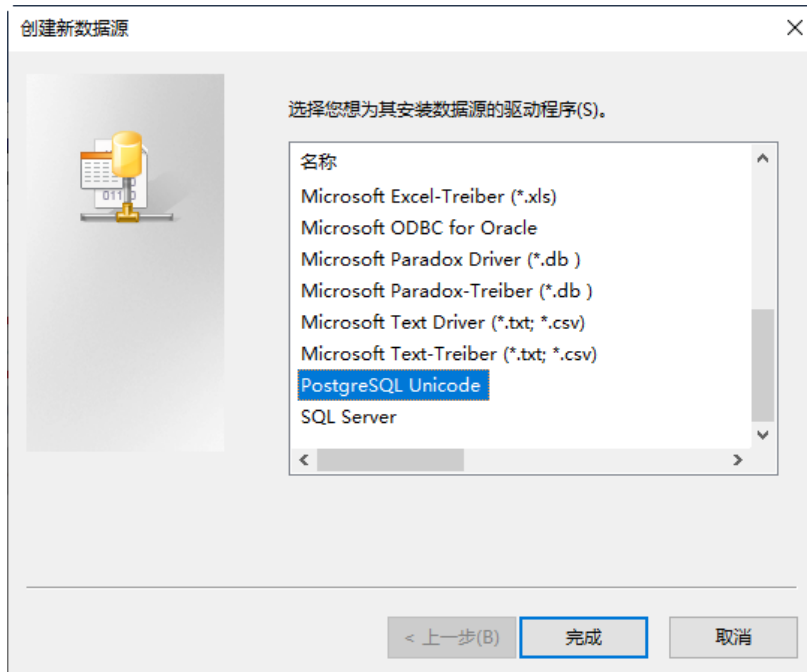 创建新数据源
选择您想为其安装数据源的驱动程序(S)。
名称
Microsoft Excel-Treiber (*.xls)
Microsoft ODBC for Oracle
Microsoft Paradox Driver (*.db )
Microsoft Paradox-Treiber (*.db )
Microsoft Text Driver (*.txt; *.csv)
Microsoft Text-Treiber (*.txt; *.csv)
PostgreSQL Unicode
SQL Server
< 上一步(B) 完成 取消